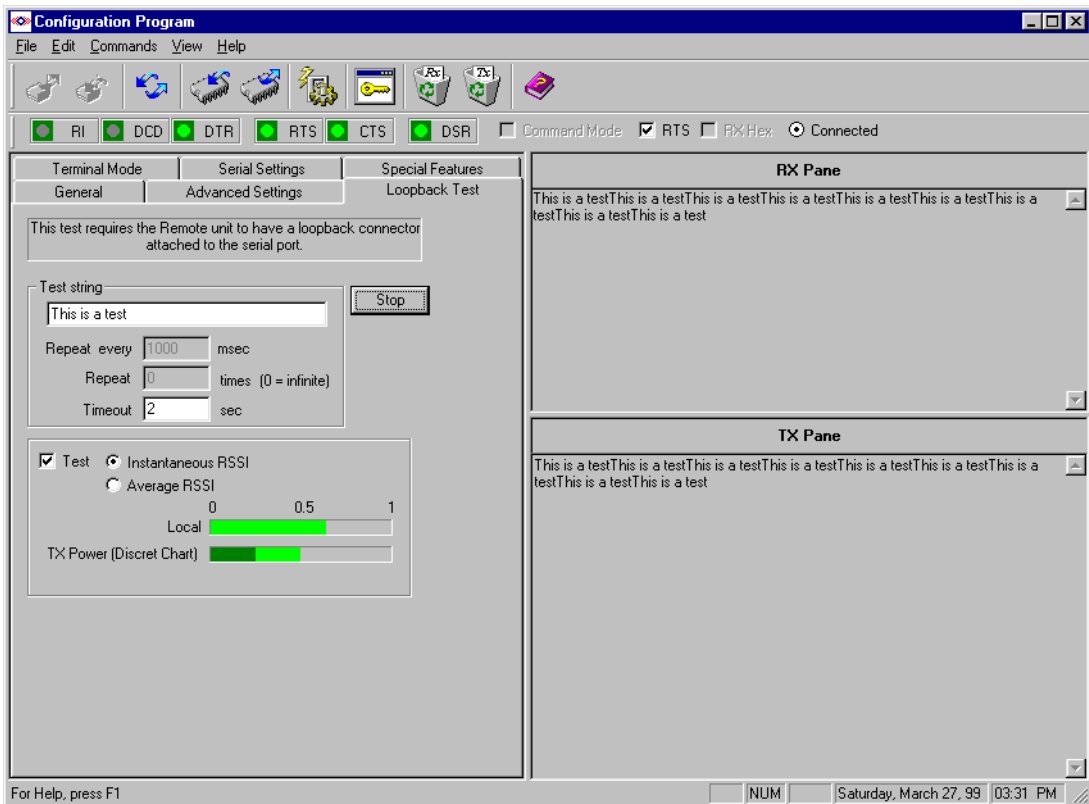 Configuration Program
File Edit Commands View Help
Rx Tx
RI DCD DTR RTS CTS DSR Command Mode RTS RX Hex Connected
Terminal Mode Serial Settings Special Features
General Advanced Settings Loopback Test
This test requires the Remote unit to have a loopback connector
attached to the serial port.
Test string
This is a test
Stop
Repeat every 1000 msec
Repeat 0 times (0 = infinite)
Timeout 2 sec
Test Instantaneous RSSI
Average RSSI
0 0.5 1
Local
TX Power (Discret Chart)
RX Pane
This is a testThis is a testThis is a testThis is a testThis is a testThis is a testThis is a testThis is a
testThis is a testThis is a test
TX Pane
This is a testThis is a testThis is a testThis is a testThis is a testThis is a testThis is a testThis is a
testThis is a testThis is a test
For Help, press F1 NUM Saturday, March 27, 99 03:31 PM